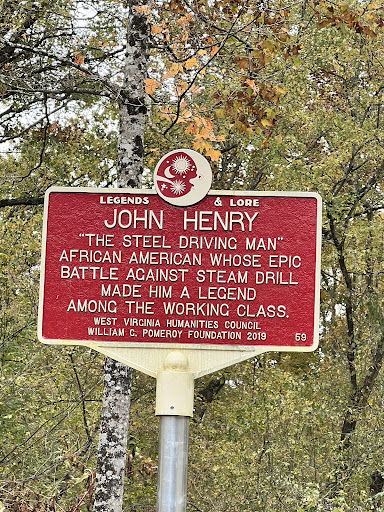 LEGENDS & LORE
JOHN HENRY
"THE STEEL DRIVING MAN"
AFRICAN AMERICAN WHOSE EPIC
BATTLE AGAINST STEAM DRILL
MADE HIM A LEGEND
AMONG THE WORKING CLASS.
WEST VIRGINIA HUMANITIES COUNCIL
WILLIAM G. POMEROY FOUNDATION 2019 59